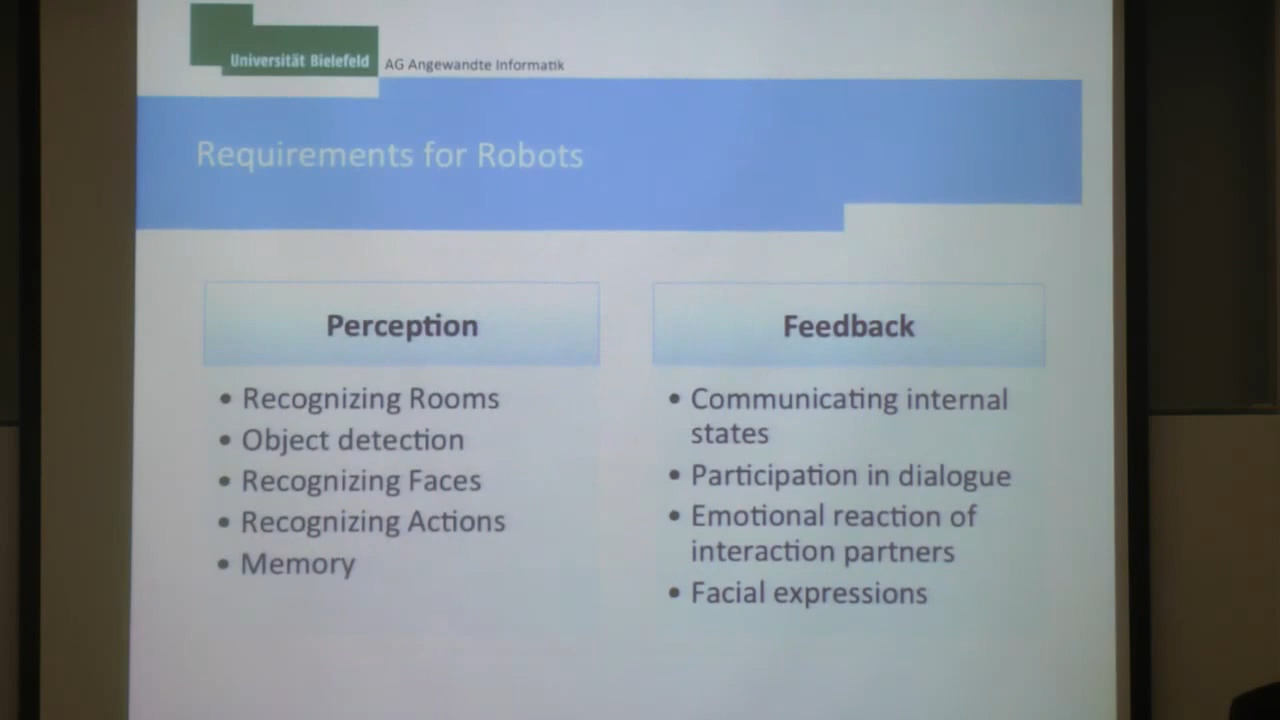 Universität Bielefeld AG Angewandte Informatik
Requirements for Robots
Perception
• Recognizing Rooms
• Object detection
• Recognizing Faces
• Recognizing Actions
• Memory
Feedback
• Communicating internal
states
• Participation in dialogue
• Emotional reaction of
interaction partners
• Facial expressions